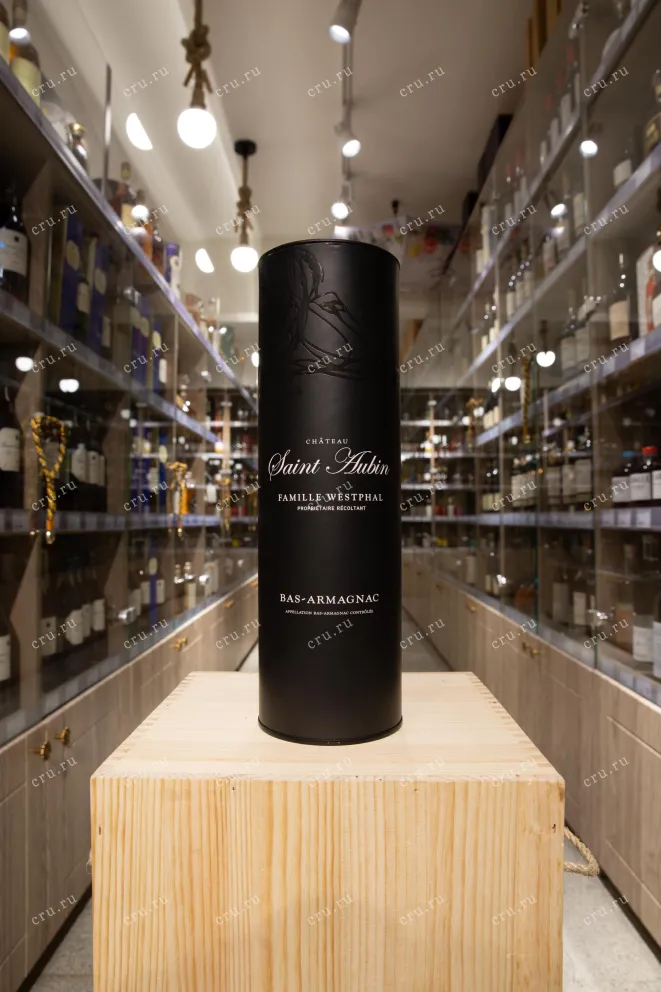 CHÂTEAU
Saint Aubin
FAMILLE WESTPHAL
PROPRIÉTAIRE RÉCOLTANT
BAS-ARMAGNAC
APPELLATION BAS-ARMAGNAC CONTRÔLÉE
cru.ru